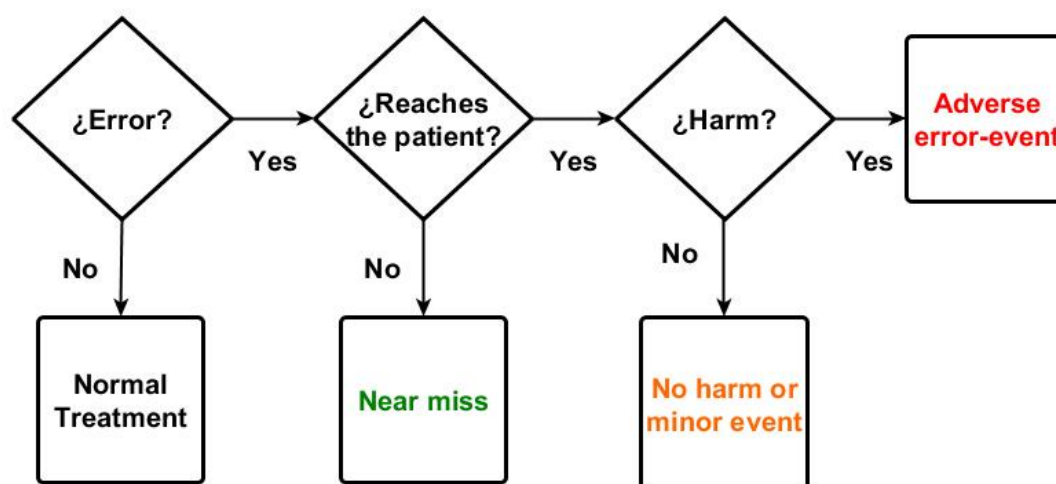 ¿Error?
Yes
No
Normal
Treatment
¿Reaches
the patient?
Yes
No
Near miss
¿Harm?
Yes
No
No harm or
minor event
Adverse
error-event